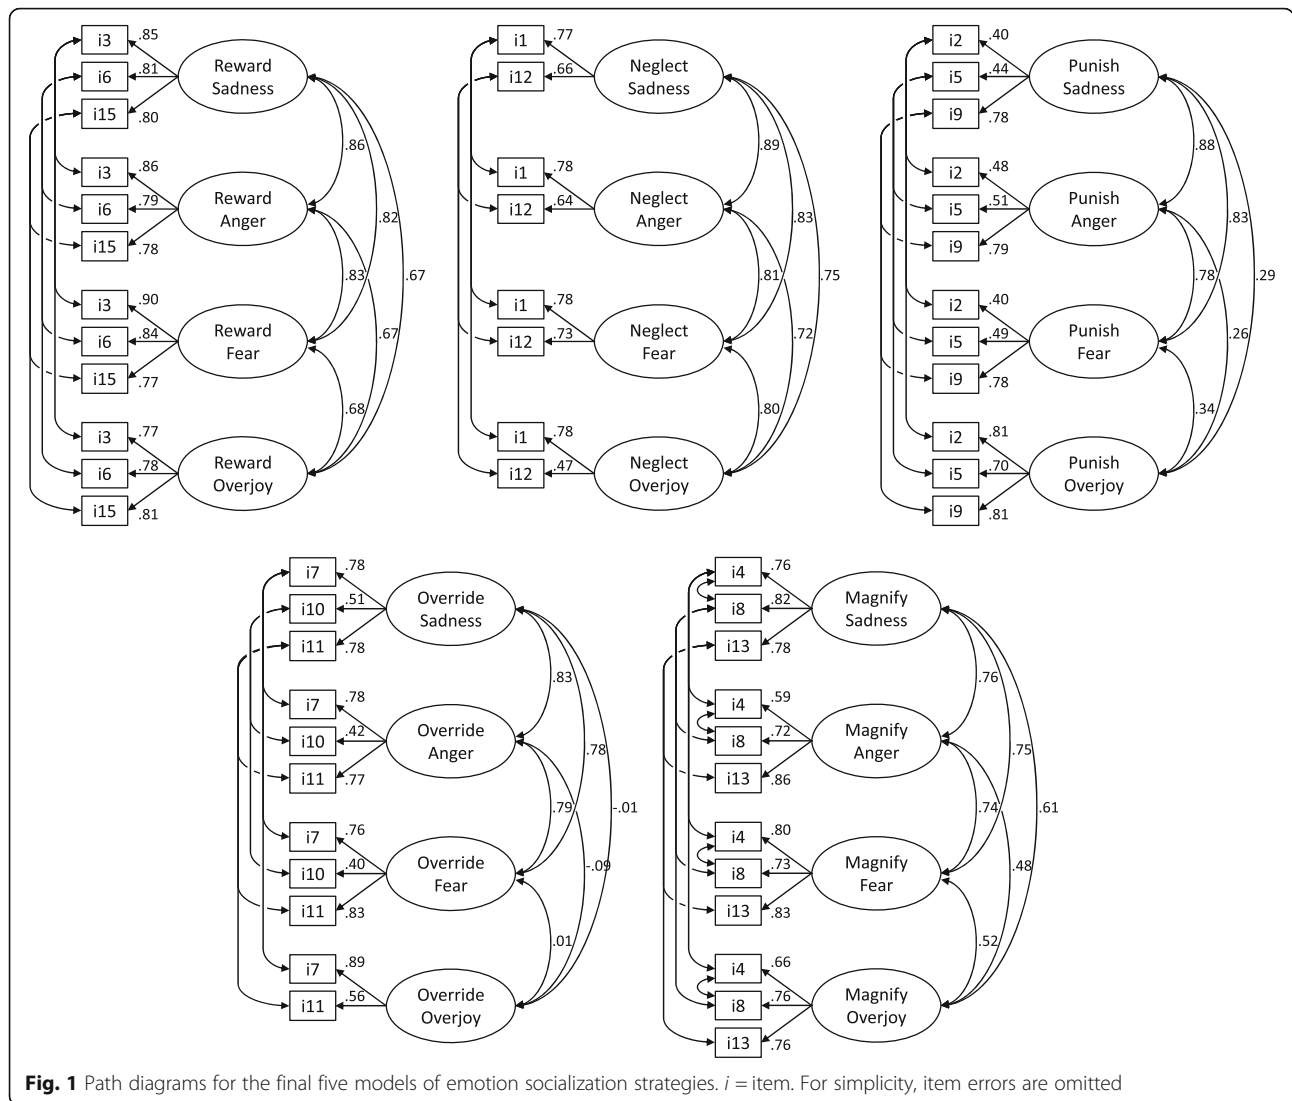 i3 .85
i6 .81
i15 .80
Reward
Sadness
i3 .86
i6 .79
i15 .78
Reward
Anger
i3 .90
i6 .84
i15 .77
Reward
Fear
i3 .77
i6 .78
i15 .81
Reward
Overjoy
.86
.82
.83
.67
.67
.68
i1 .77
i12 .66
Neglect
Sadness
i1 .78
i12 .64
Neglect
Anger
i1 .78
i12 .73
Neglect
Fear
i1 .78
i12 .47
Neglect
Overjoy
.89
.83
.81
.75
.72
.80
i2 .40
i5 .44
i9 .78
Punish
Sadness
i2 .48
i5 .51
i9 .79
Punish
Anger
i2 .40
i5 .49
i9 .78
Punish
Fear
i2 .81
i5 .70
i9 .81
Punish
Overjoy
.88
.83
.78
.29
.26
.34
i7 .78
i10 .51
i11 .78
Override
Sadness
i7 .78
i10 .42
i11 .77
Override
Anger
i7 .76
i10 .40
i11 .83
Override
Fear
i7 .89
i11 .56
Override
Overjoy
.83
.78
.79
-.01
-.09
.01
i4 .76
i8 .82
i13 .78
Magnify
Sadness
i4 .59
i8 .72
i13 .86
Magnify
Anger
i4 .80
i8 .73
i13 .83
Magnify
Fear
i4 .66
i8 .76
i13 .76
Magnify
Overjoy
.76
.75
.74
.61
.48
.52
Fig. 1 Path diagrams for the final five models of emotion socialization strategies. i = item. For simplicity, item errors are omitted